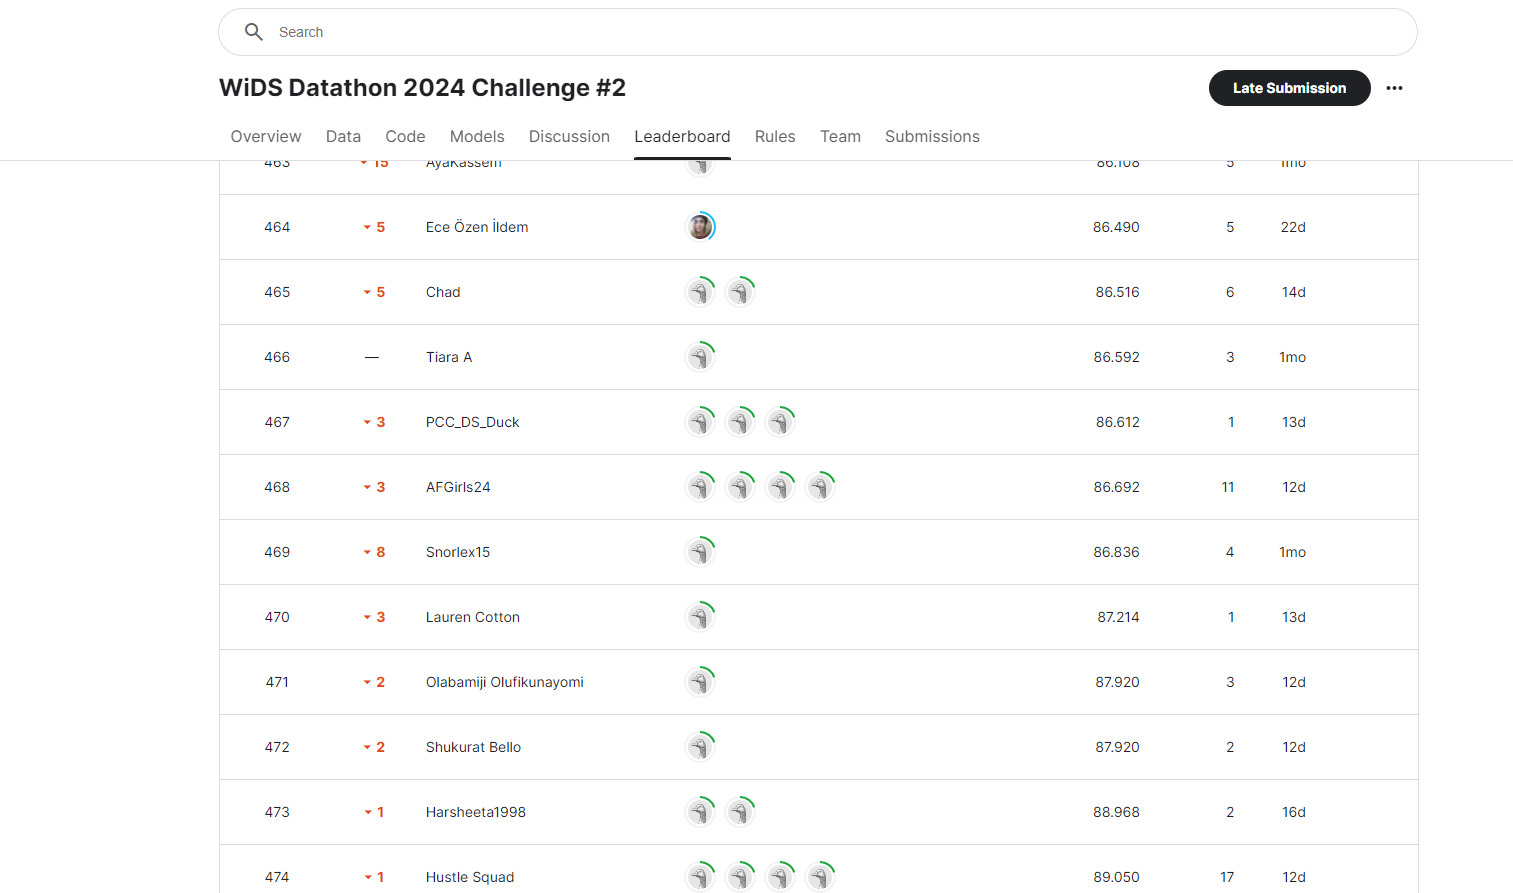 Search
WiDS Datathon 2024 Challenge #2
Late Submission
Overview Data Code Models Discussion Leaderboard Rules Team Submissions
463 15 AyaKassem 86.108 5 1mo
464 5 Ece Özen İldem 86.490 5 22d
465 5 Chad 86.516 6 14d
466 — Tiara A 86.592 3 1mo
467 3 PCC_DS_Duck 86.612 1 13d
468 3 AFGirls24 86.692 11 12d
469 8 Snorlex15 86.836 4 1mo
470 3 Lauren Cotton 87.214 1 13d
471 2 Olabamiji Olufikunayomi 87.920 3 12d
472 2 Shukurat Bello 87.920 2 12d
473 1 Harsheeta1998 88.968 2 16d
474 1 Hustle Squad 89.050 17 12d